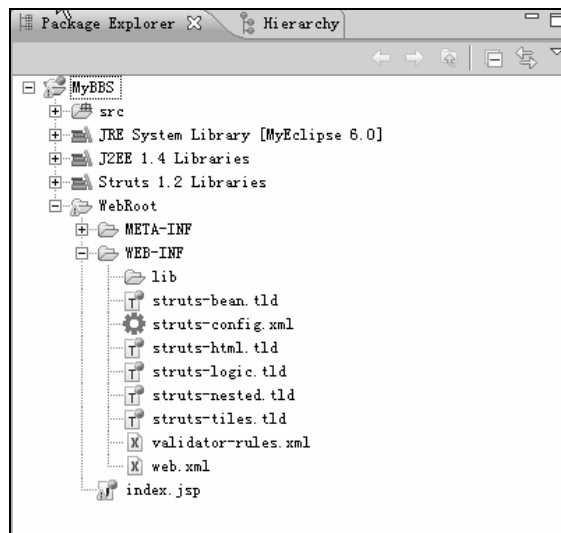 Package Explorer Hierarchy
MyBBS
src
JRE System Library [MyEclipse 6.0]
J2EE 1.4 Libraries
Struts 1.2 Libraries
WebRoot
META-INF
WEB-INF
lib
struts-bean.tld
struts-config.xml
struts-html.tld
struts-logic.tld
struts-nested.tld
struts-tiles.tld
validator-rules.xml
web.xml
index.jsp